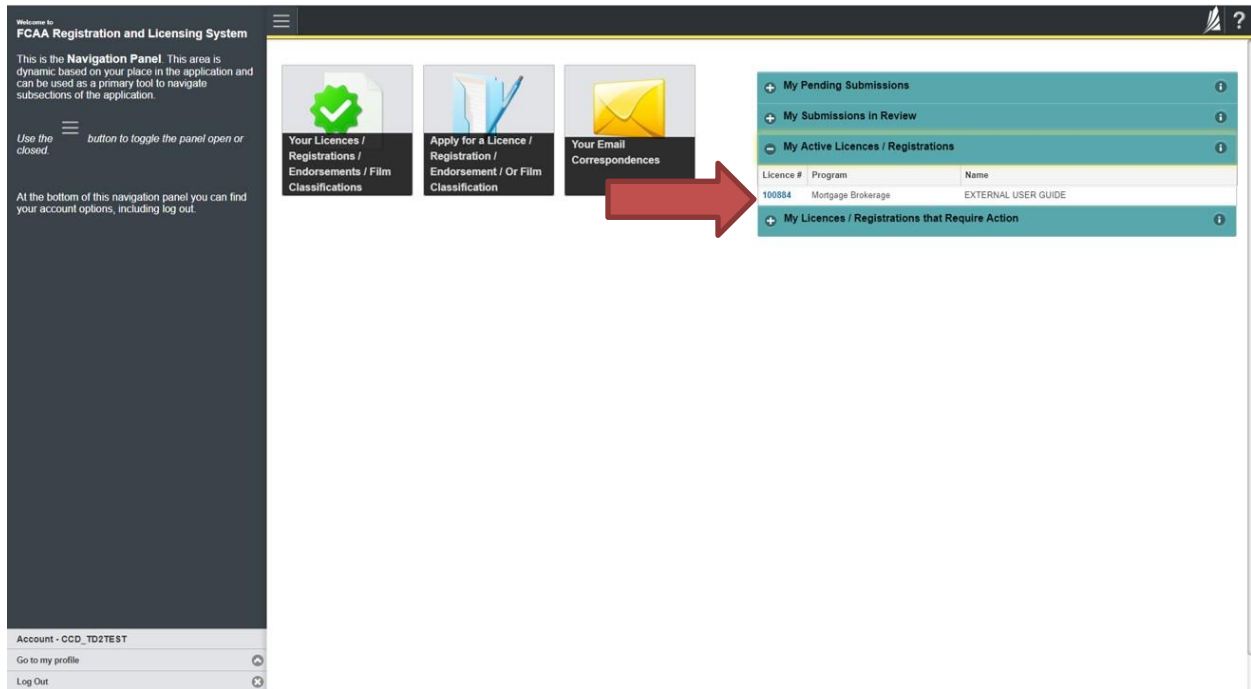 Welcome to
FCAA Registration and Licensing System
This is the Navigation Panel. This area is
dynamic based on your place in the application and
can be used as a primary tool to navigate
subsections of the application.
Use the button to toggle the panel open or
closed.
At the bottom of this navigation panel you can find
your account options, including log out.
Account - CCD_TD2TEST
Go to my profile
Log Out
?
Your Licences /
Registrations /
Endorsements / Film
Classifications
Apply for a Licence /
Registration /
Endorsement / Or Film
Classification
Your Email
Correspondences
My Pending Submissions
My Submissions in Review
My Active Licences / Registrations
Licence # Program Name
100884 Mortgage Brokerage EXTERNAL USER GUIDE
My Licences / Registrations that Require Action